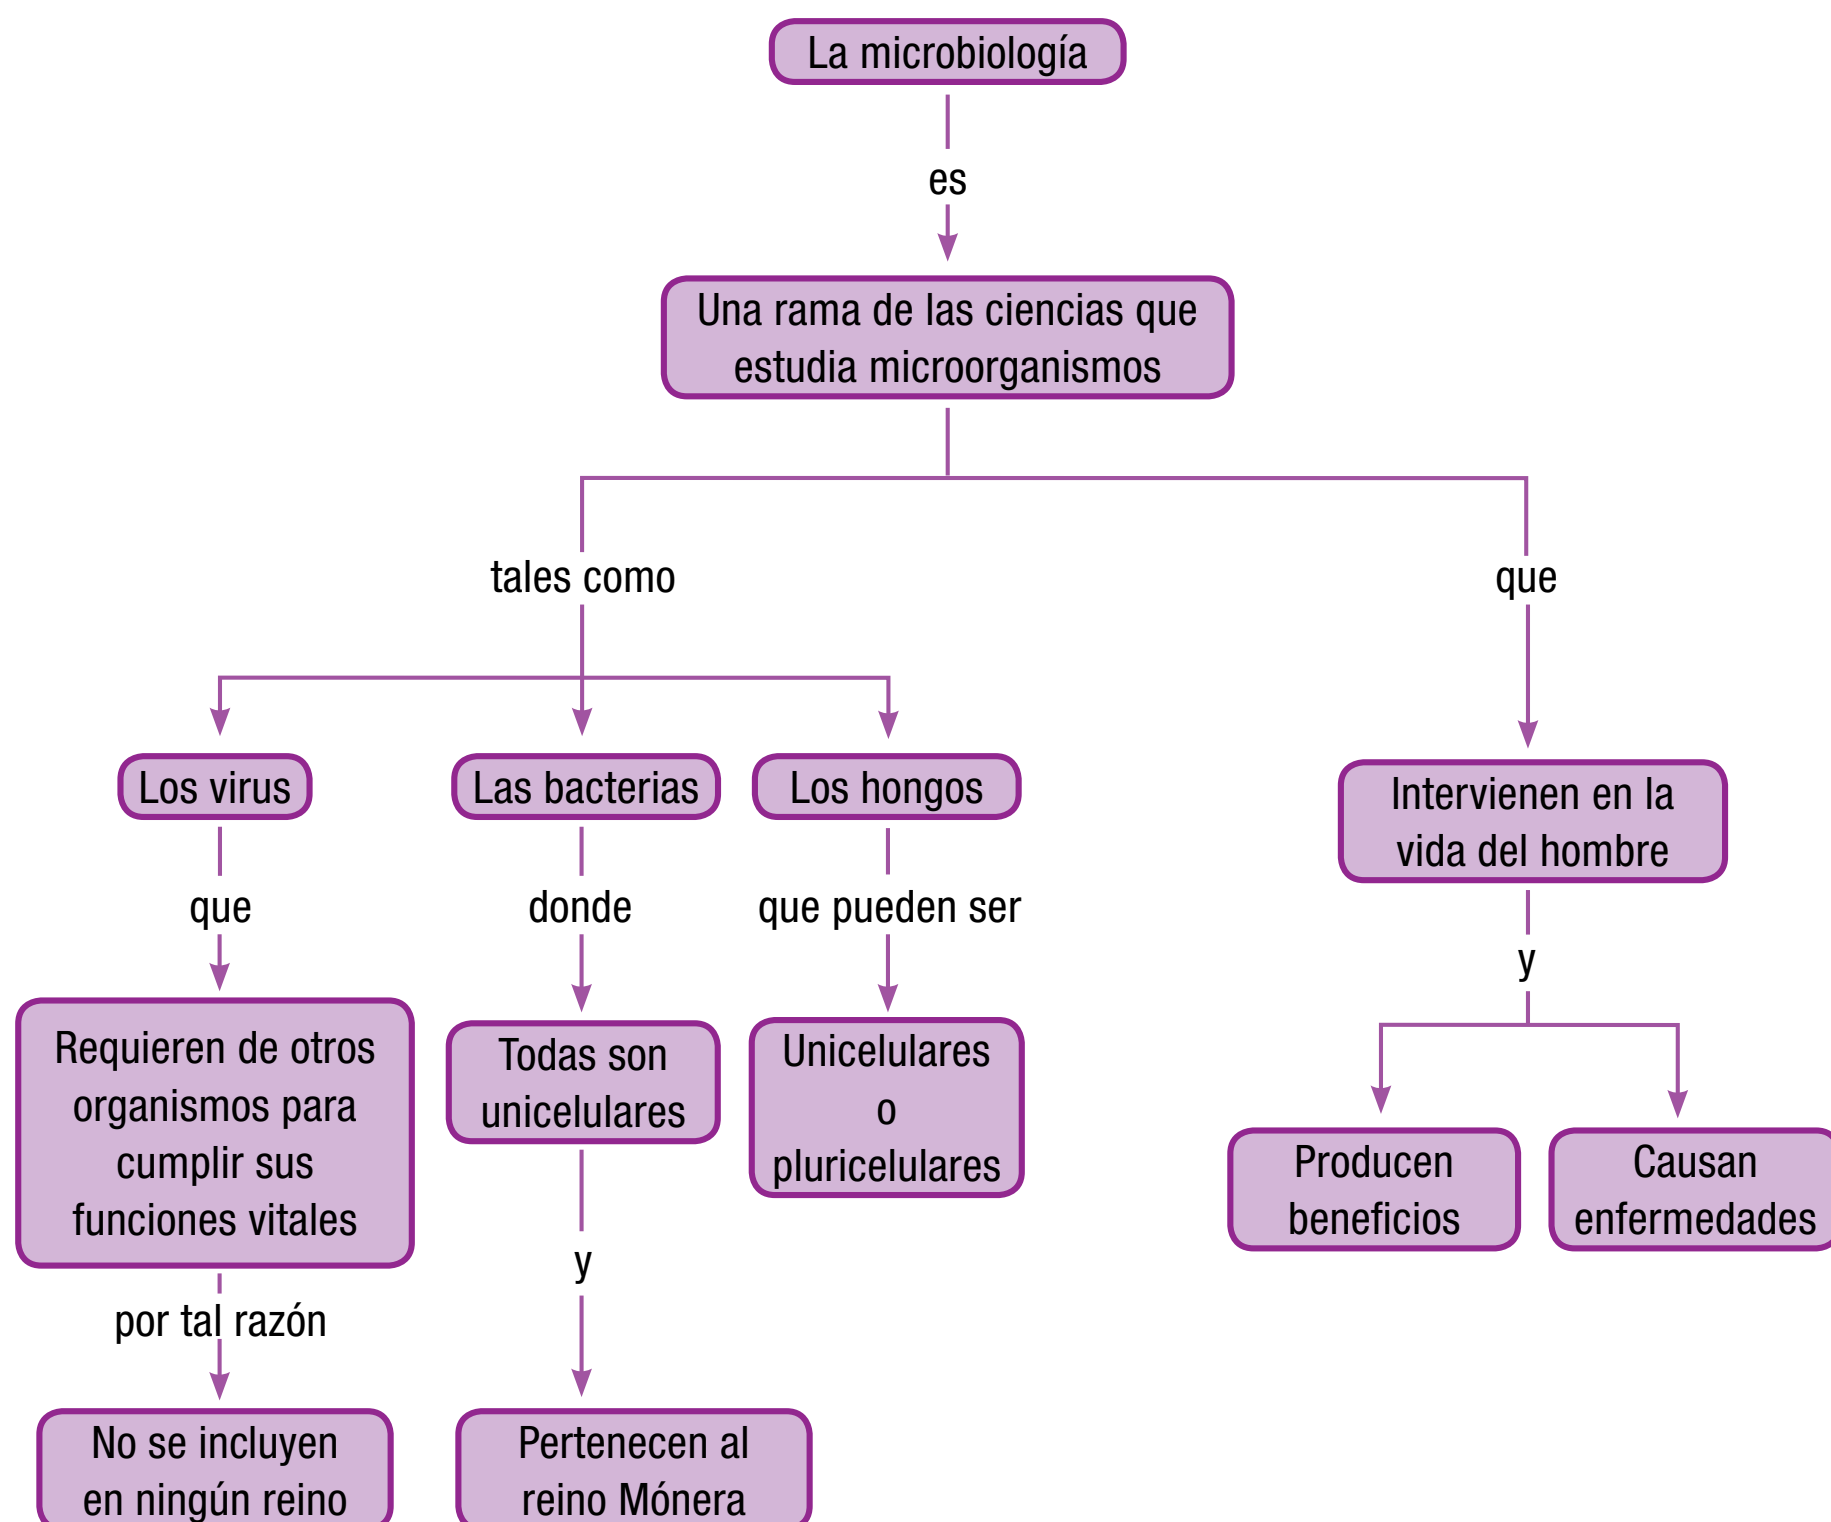 La microbiología
es
Una rama de las ciencias que
estudia microorganismos
tales como
que
Los virus
Las bacterias
Los hongos
Intervienen en la
vida del hombre
que
donde
que pueden ser
y
Requieren de otros
organismos para
cumplir sus
funciones vitales
Todas son
unicelulares
Unicelulares
o
pluricelulares
Producen
beneficios
Causan
enfermedades
por tal razón
y
No se incluyen
en ningún reino
Pertenecen al
reino Mónera